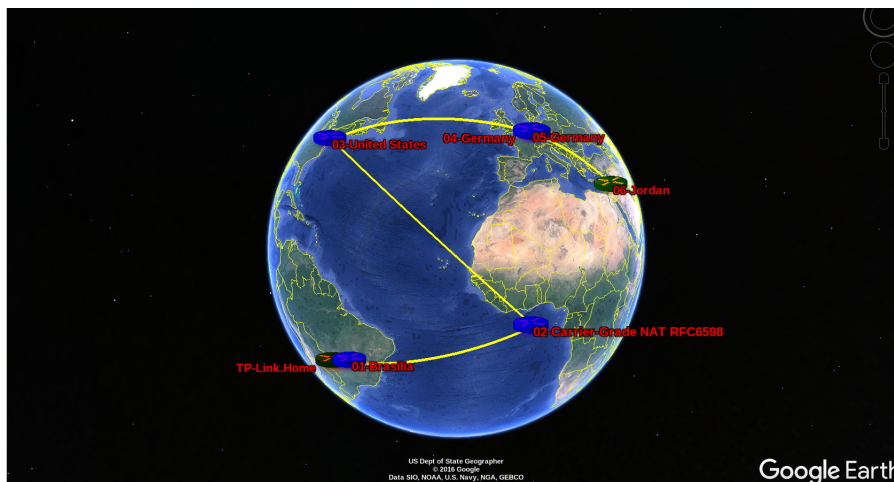 03-United States
04-Germany
05-Germany
06-Jordan
02-Carrier-Grade NAT RFC6598
TP-Link.Home
01-Brasilia
US Dept of State Geographer
© 2016 Google
Data SIO, NOAA, U.S. Navy, NGA, GEBCO
Google Earth